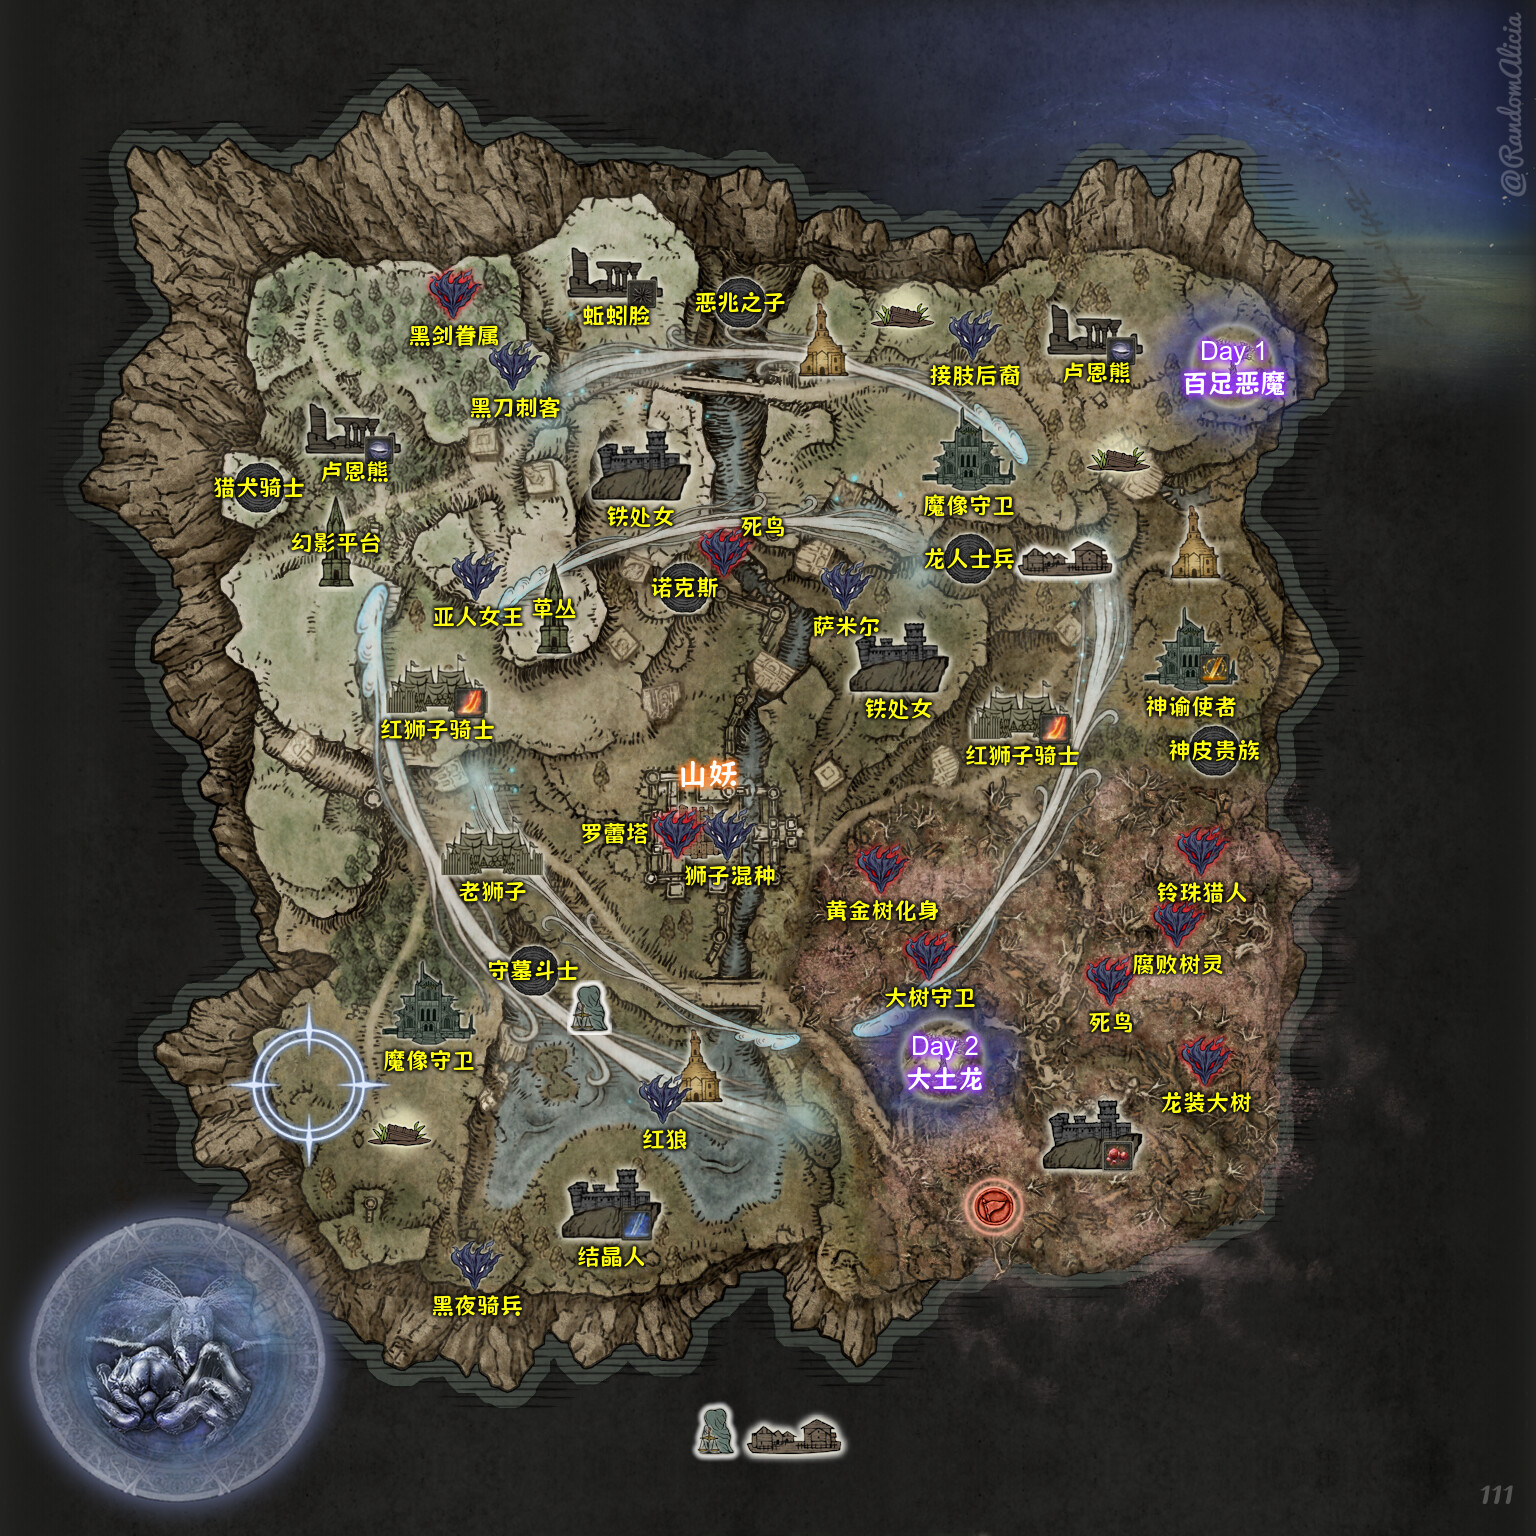 @RandomAlicia
黑剑眷属
蚯蚓脸
恶兆之子
接肢后裔
卢恩熊
Day 1
百足恶魔
黑刀刺客
卢恩熊
猎犬骑士
铁处女
死鸟
魔像守卫
幻影平台
诺克斯
龙人士兵
亚人女王
草丛
萨米尔
铁处女
红狮子骑士
红狮子骑士
神谕使者
神皮贵族
山妖
罗蕾塔
狮子混种
老狮子
黄金树化身
铃珠猎人
守墓斗士
大树守卫
腐败树灵
死鸟
魔像守卫
Day 2
大土龙
龙装大树
红狼
结晶人
黑夜骑兵
111